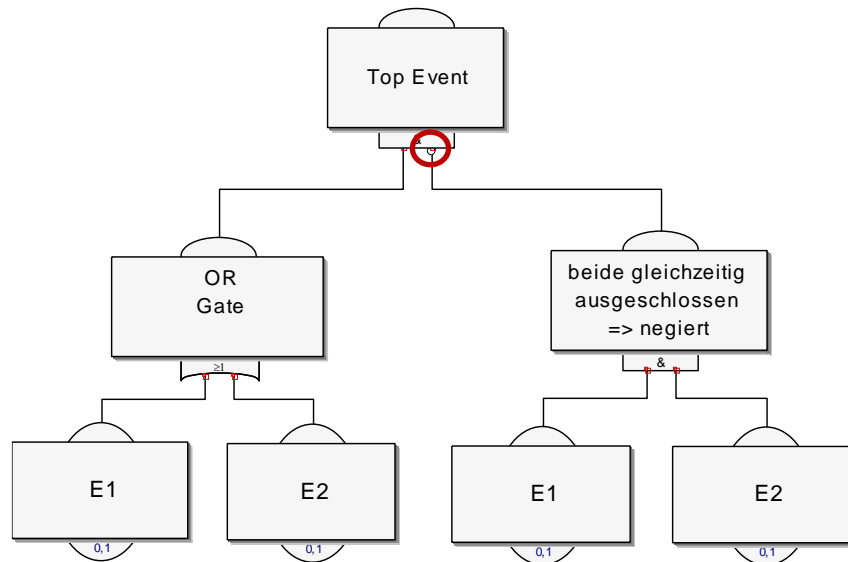 Top Event
&
OR
Gate
≥1
beide gleichzeitig
ausgeschlossen
=> negiert
&
E1
0,1
E2
0,1
E1
0,1
E2
0,1